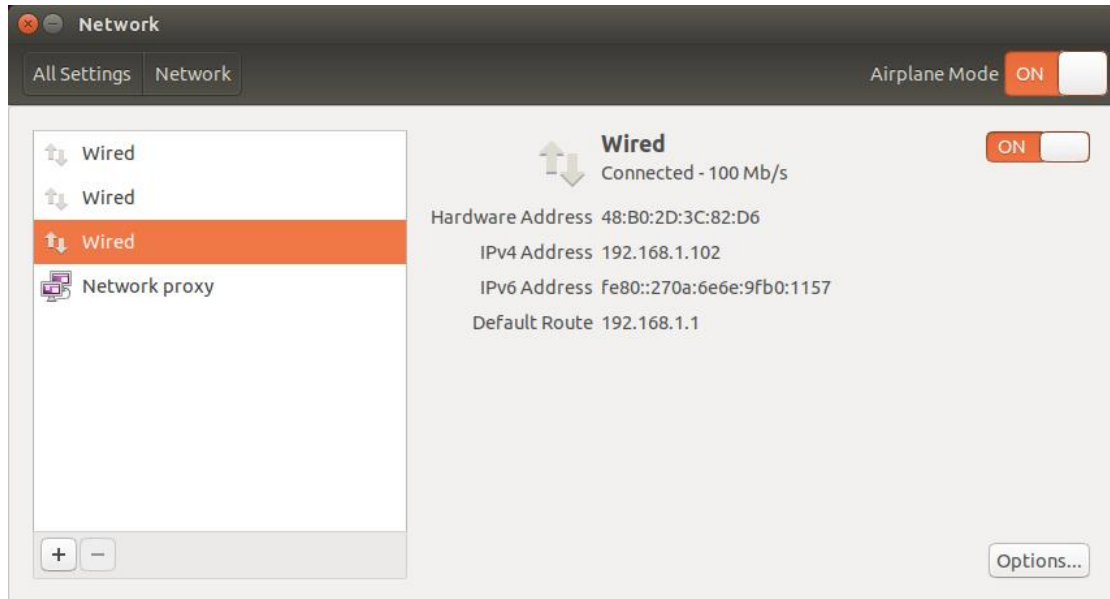 Network
All Settings Network Airplane Mode ON
Wired
Wired
Wired
Network proxy
Wired ON
Connected - 100 Mb/s
Hardware Address 48:B0:2D:3C:82:D6
IPv4 Address 192.168.1.102
IPv6 Address fe80::270a:6e6e:9fb0:1157
Default Route 192.168.1.1
+ −
Options...